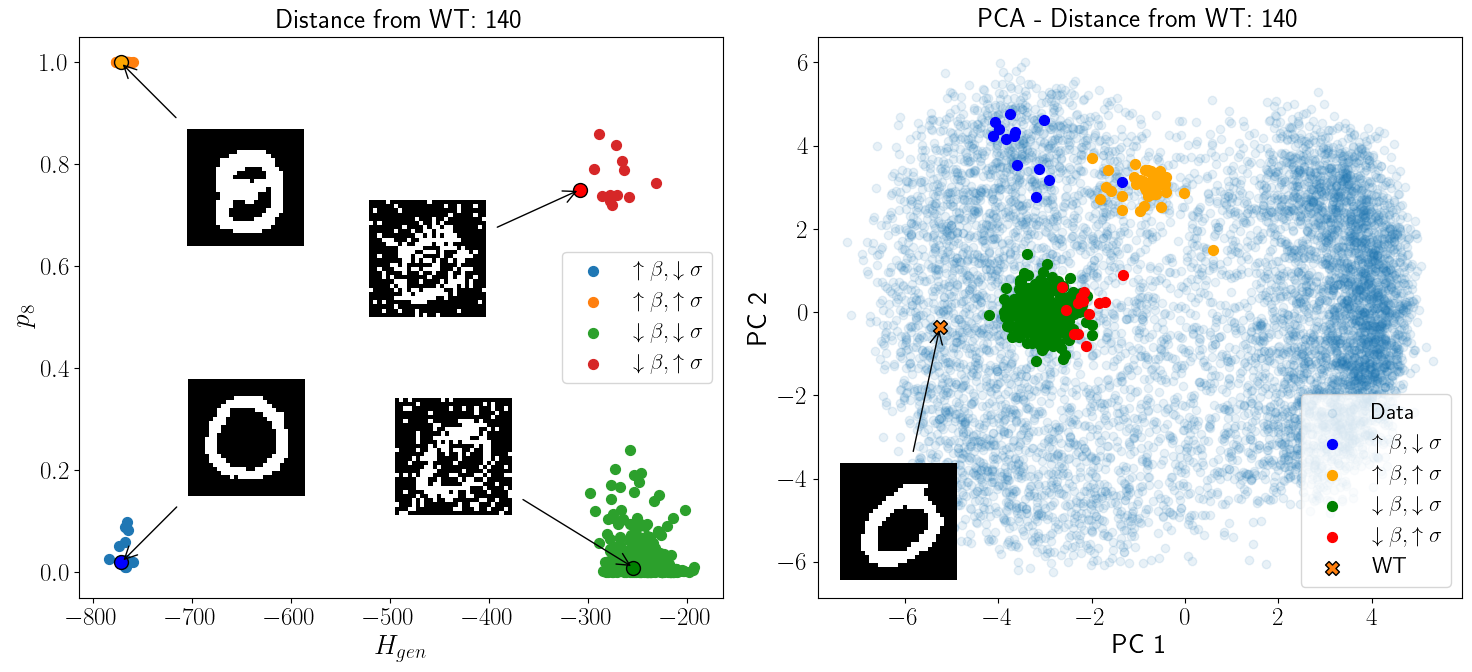 Distance from WT: 140
1.0
0.8
0.6
0.4
0.2
0.0
p₈
−800 −700 −600 −500 −400 −300 −200
H_gen
↑ β, ↓ σ
↑ β, ↑ σ
↓ β, ↓ σ
↓ β, ↑ σ
PCA - Distance from WT: 140
6
4
2
0
−2
−4
−6
PC 2
−6 −4 −2 0 2 4
PC 1
Data
↑ β, ↓ σ
↑ β, ↑ σ
↓ β, ↓ σ
↓ β, ↑ σ
WT